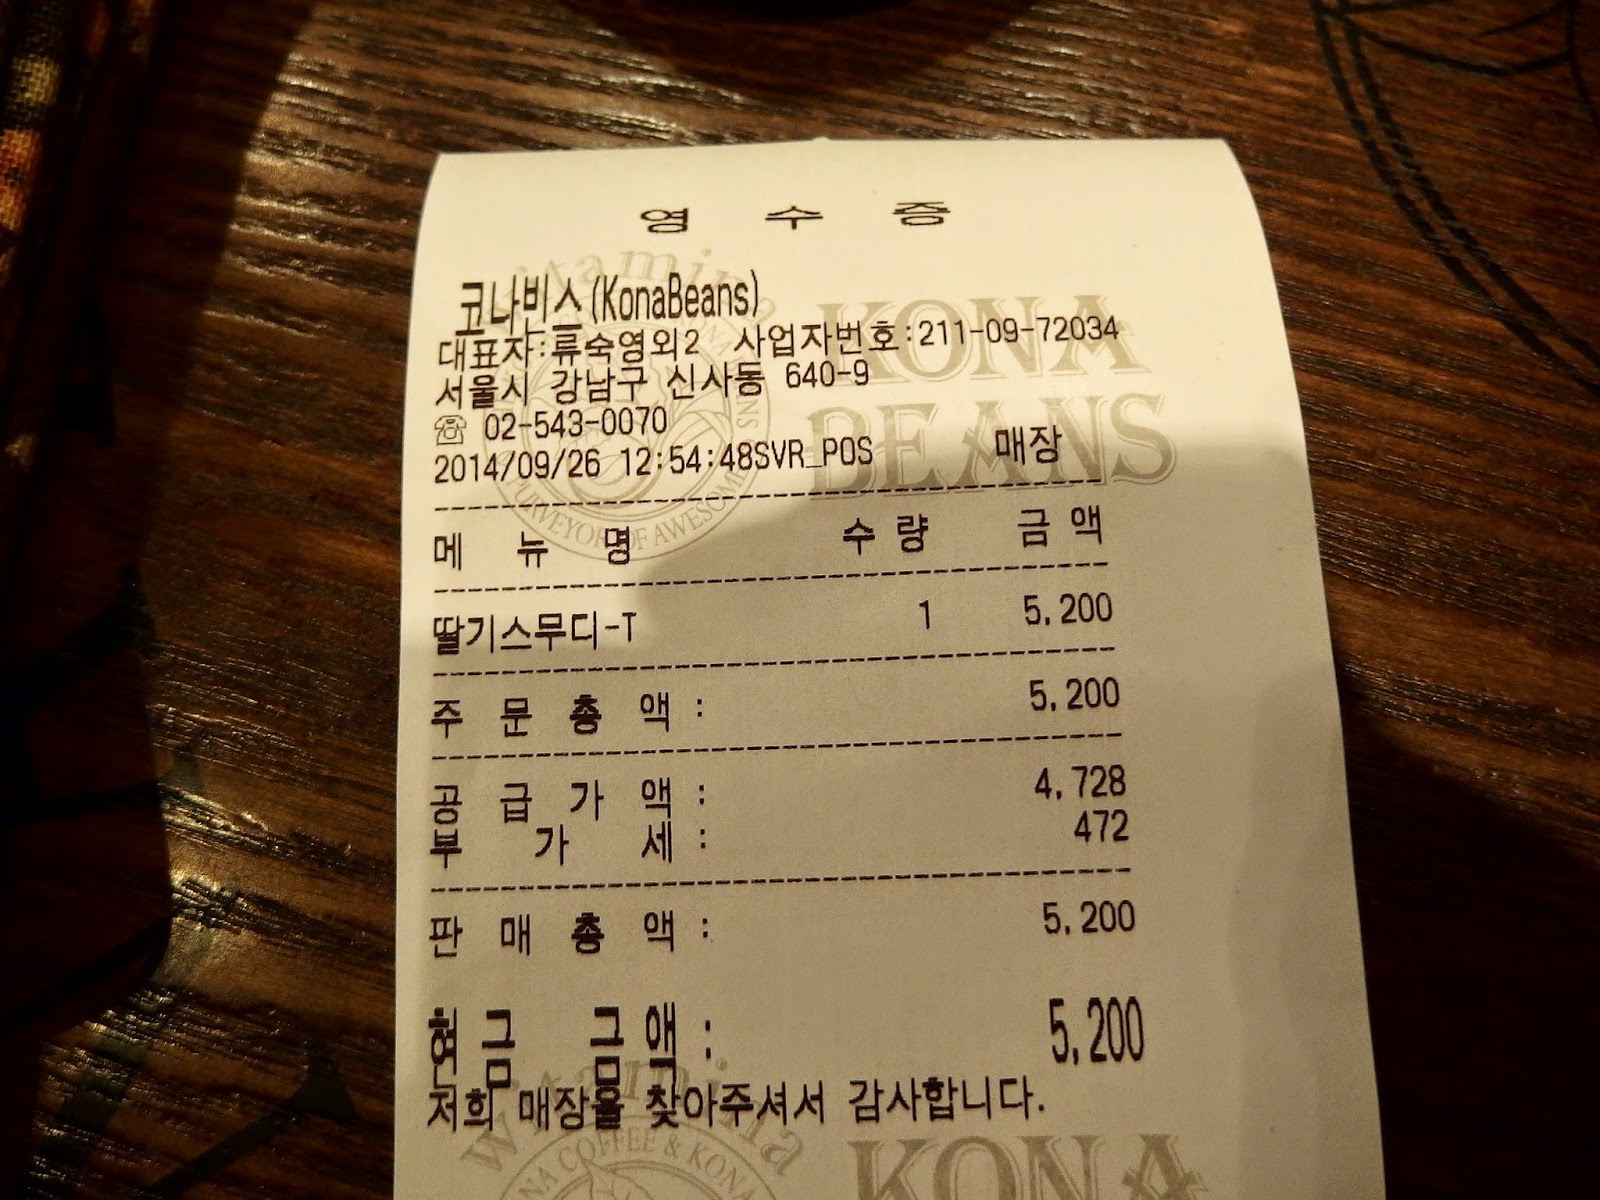 영 수 증
코나빈스(KonaBeans)
대표자:류숙영외2 사업자번호:211-09-72034
서울시 강남구 신사동 640-9
☏ 02-543-0070
2014/09/26 12:54:48SVR_POS 매장
메 뉴 명 수 량 금 액
딸기스무디-T 1 5,200
주 문 총 액 : 5,200
공 급 가 액 : 4,728
부 가 세 : 472
판 매 총 액 : 5,200
현 금 금 액 : 5,200
저희 매장을 찾아주셔서 감사합니다.
KONA
BEANS
KONA